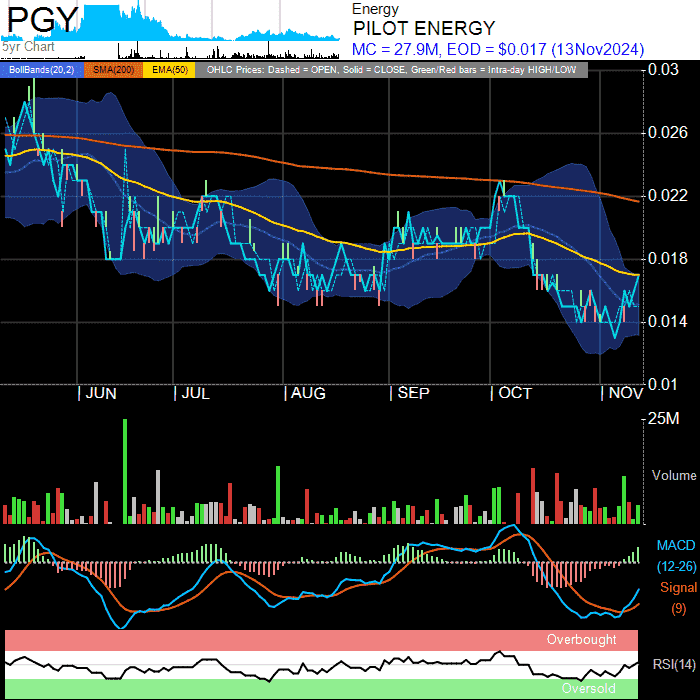 PGY
5yr Chart
Energy
PILOT ENERGY
MC = 27.9M, EOD = $0.017 (13Nov2024)
BollBands(20,2) SMA(200) EMA(50) OHLC Prices: Dashed = OPEN, Solid = CLOSE, Green/Red bars = Intra-day HIGH/LOW
0.03
0.026
0.022
0.018
0.014
0.01
JUN JUL AUG SEP OCT NOV
25M
Volume
MACD
(12-26)
Signal
(9)
Overbought
RSI(14)
Oversold